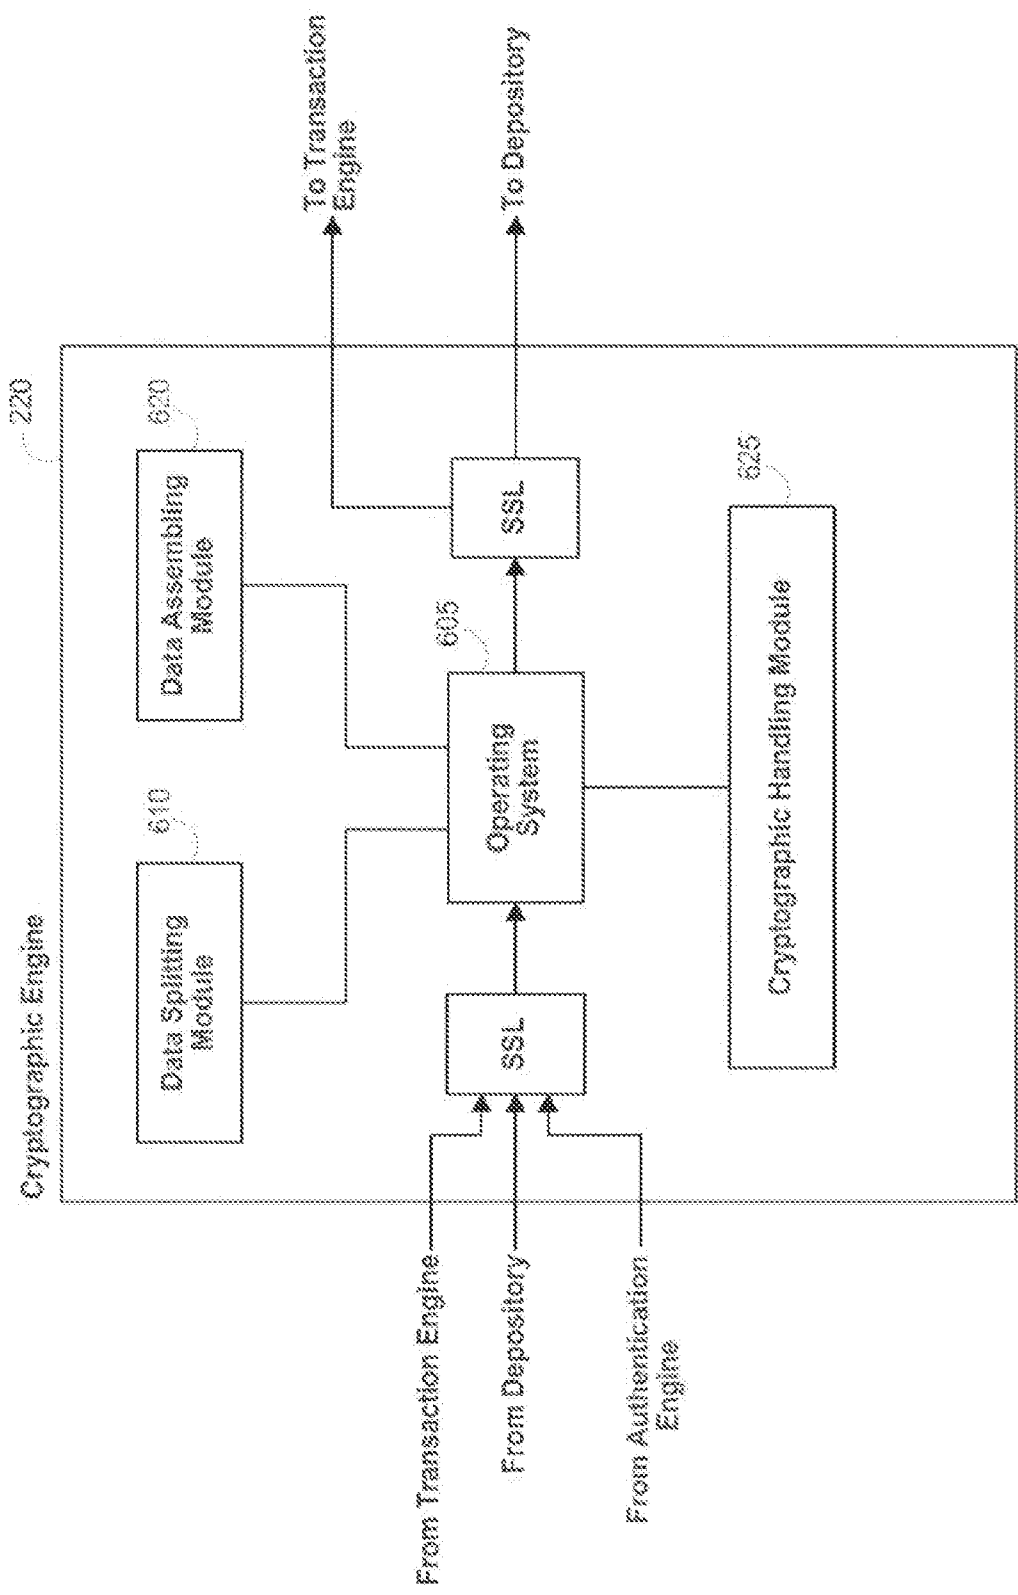 Cryptographic Engine
220
Data Splitting
Module
610
Data Assembling
Module
620
From Transaction Engine
From Depository
From Authentication
Engine
SSL
Operating
System
605
SSL
To Transaction
Engine
To Depository
Cryptographic Handling Module
625